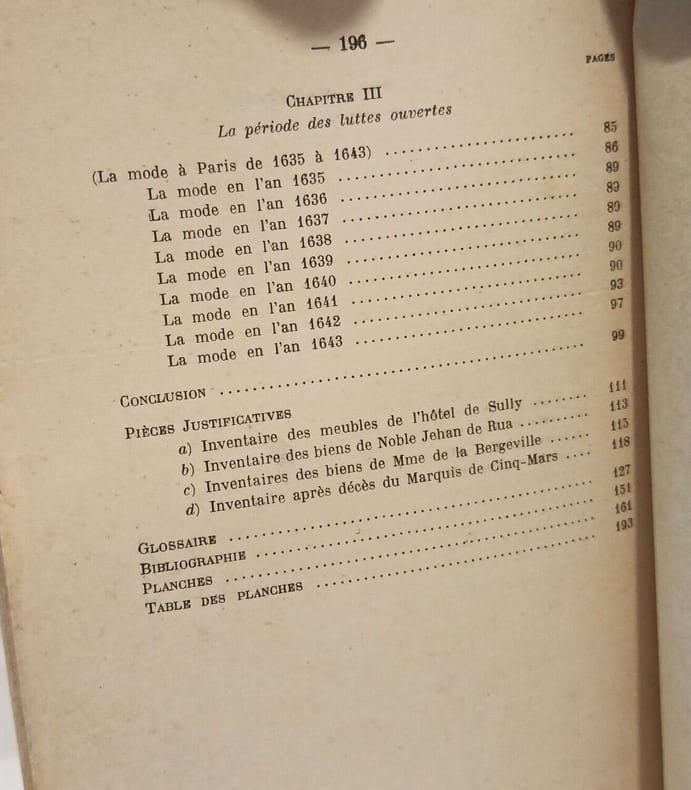 — 196 —
PAGES
CHAPITRE III
La période des luttes ouvertes
(La mode à Paris de 1635 à 1643) .......................... 85
La mode en l'an 1635 .......................... 86
La mode en l'an 1636 .......................... 89
La mode en l'an 1637 .......................... 89
La mode en l'an 1638 .......................... 89
La mode en l'an 1639 .......................... 89
La mode en l'an 1640 .......................... 90
La mode en l'an 1641 .......................... 90
La mode en l'an 1642 .......................... 93
La mode en l'an 1643 .......................... 97
CONCLUSION .......................... 99
PIÈCES JUSTIFICATIVES
a) Inventaire des meubles de l'hôtel de Sully ........ 111
b) Inventaire des biens de Noble Jehan de Rua .......... 113
c) Inventaires des biens de Mme de la Bergeville ...... 115
d) Inventaire après décès du Marquis de Cinq-Mars .... 118
GLOSSAIRE .......................... 127
BIBLIOGRAPHIE .......................... 151
PLANCHES .......................... 161
TABLE DES PLANCHES .......................... 193